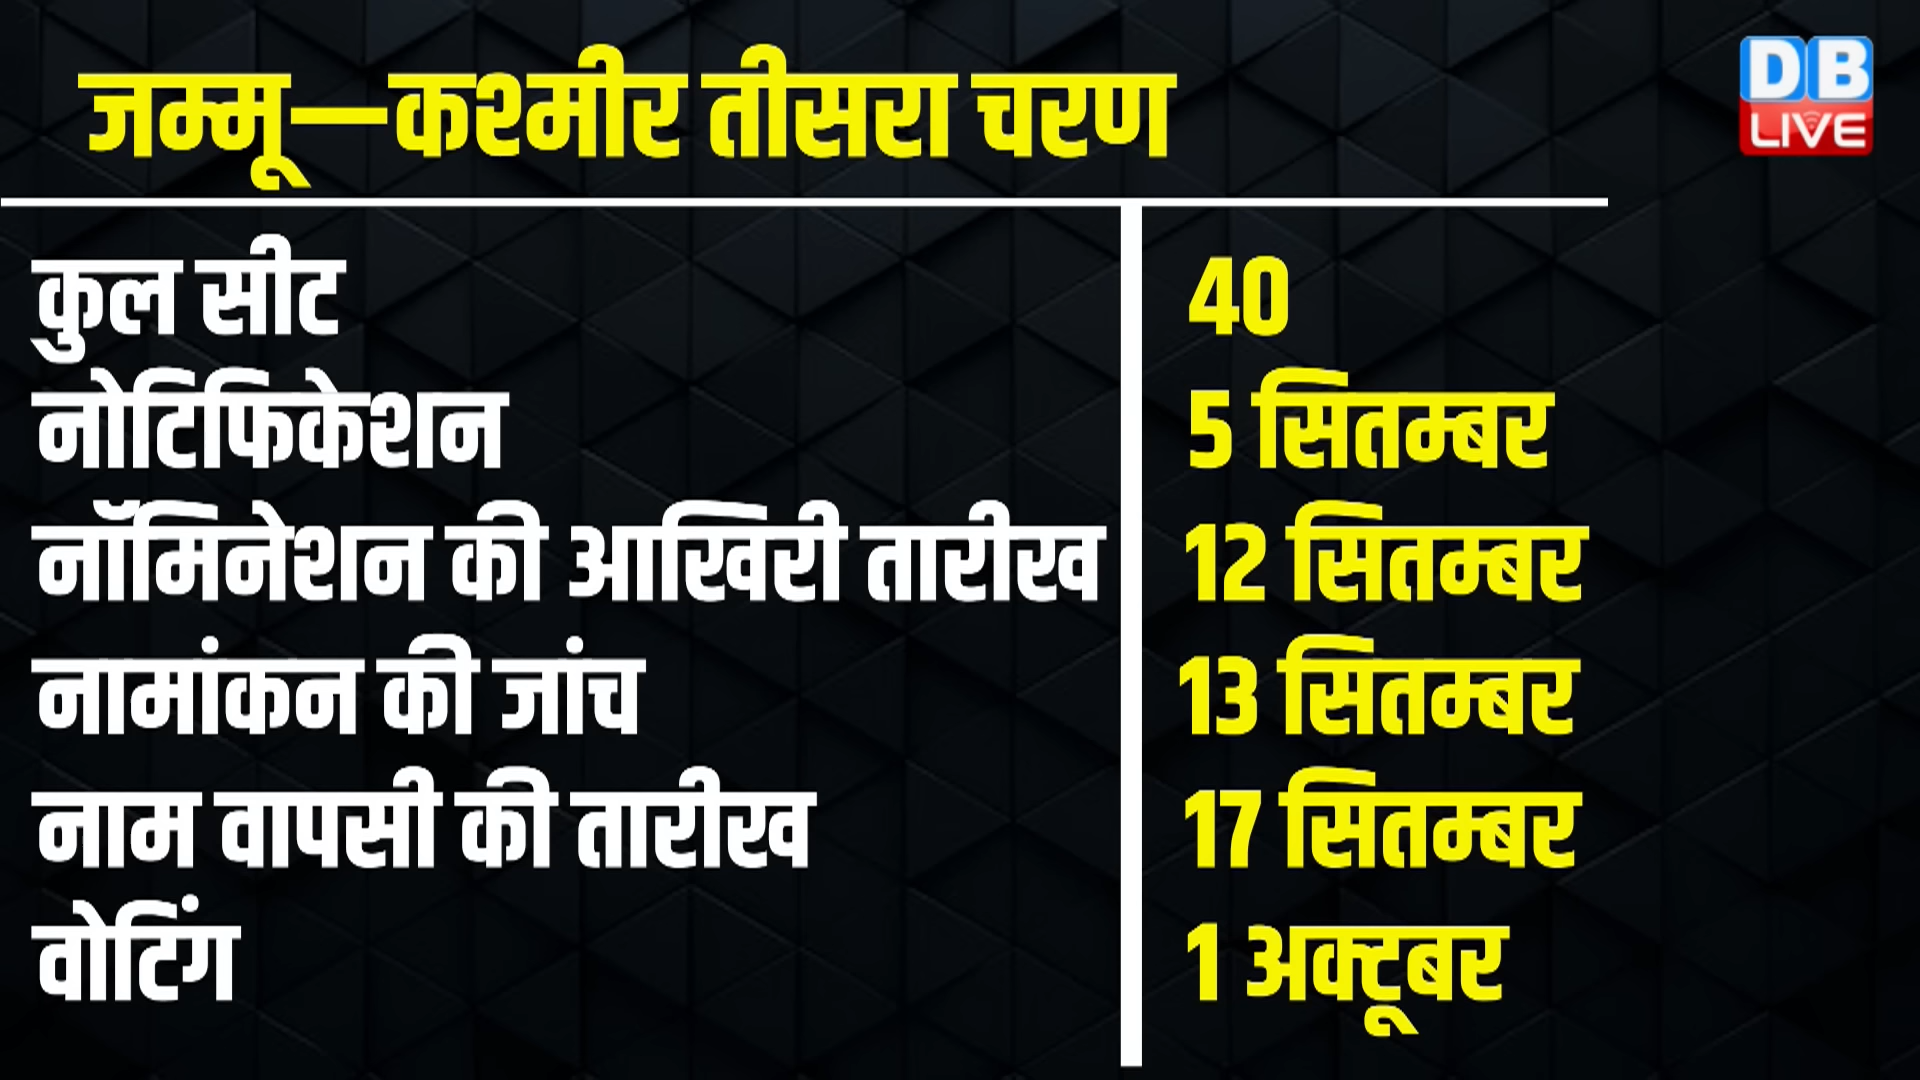 जम्मू—कश्मीर तीसरा चरण
DB
LIVE
कुल सीट 40
नोटिफिकेशन 5 सितम्बर
नॉमिनेशन की आखिरी तारीख 12 सितम्बर
नामांकन की जांच 13 सितम्बर
नाम वापसी की तारीख 17 सितम्बर
वोटिंग 1 अक्टूबर